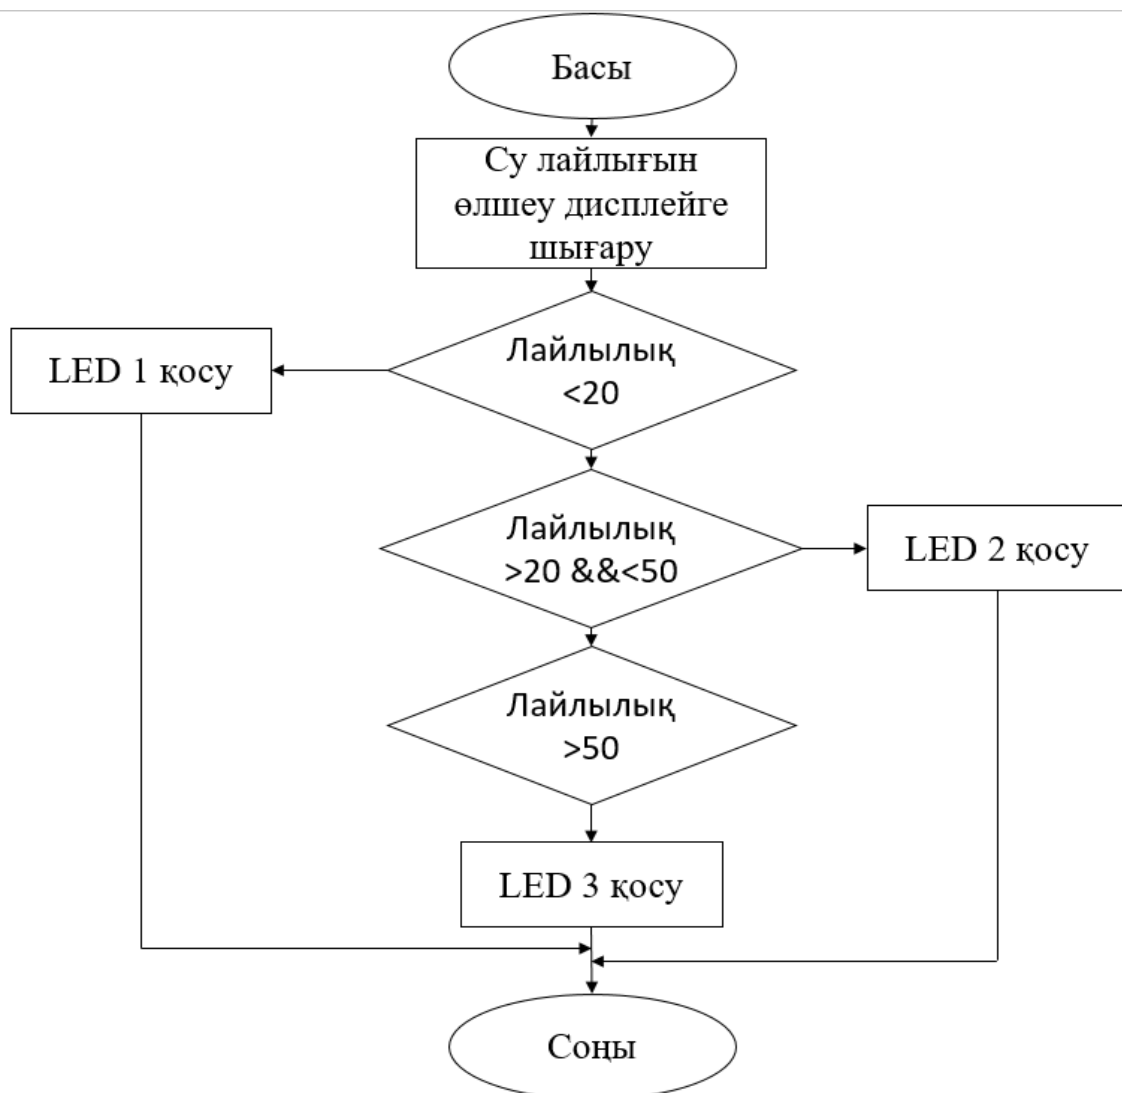 Басы
Су лайлығын
өлшеу дисплейге
шығару
Лайлылық
<20
LED 1 қосу
Лайлылық
>20 &&<50
LED 2 қосу
Лайлылық
>50
LED 3 қосу
Соңы